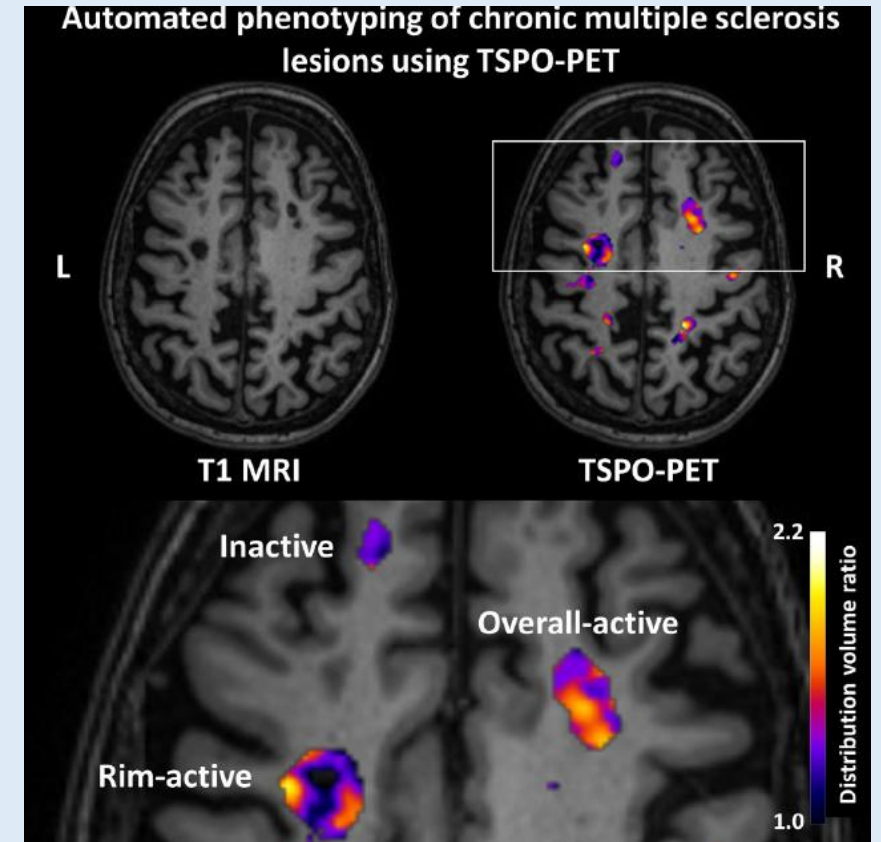 Automated phenotyping of chronic multiple sclerosis
lesions using TSPO-PET
L
R
T1 MRI
TSPO-PET
Inactive
Overall-active
Rim-active
2.2
Distribution volume ratio
1.0